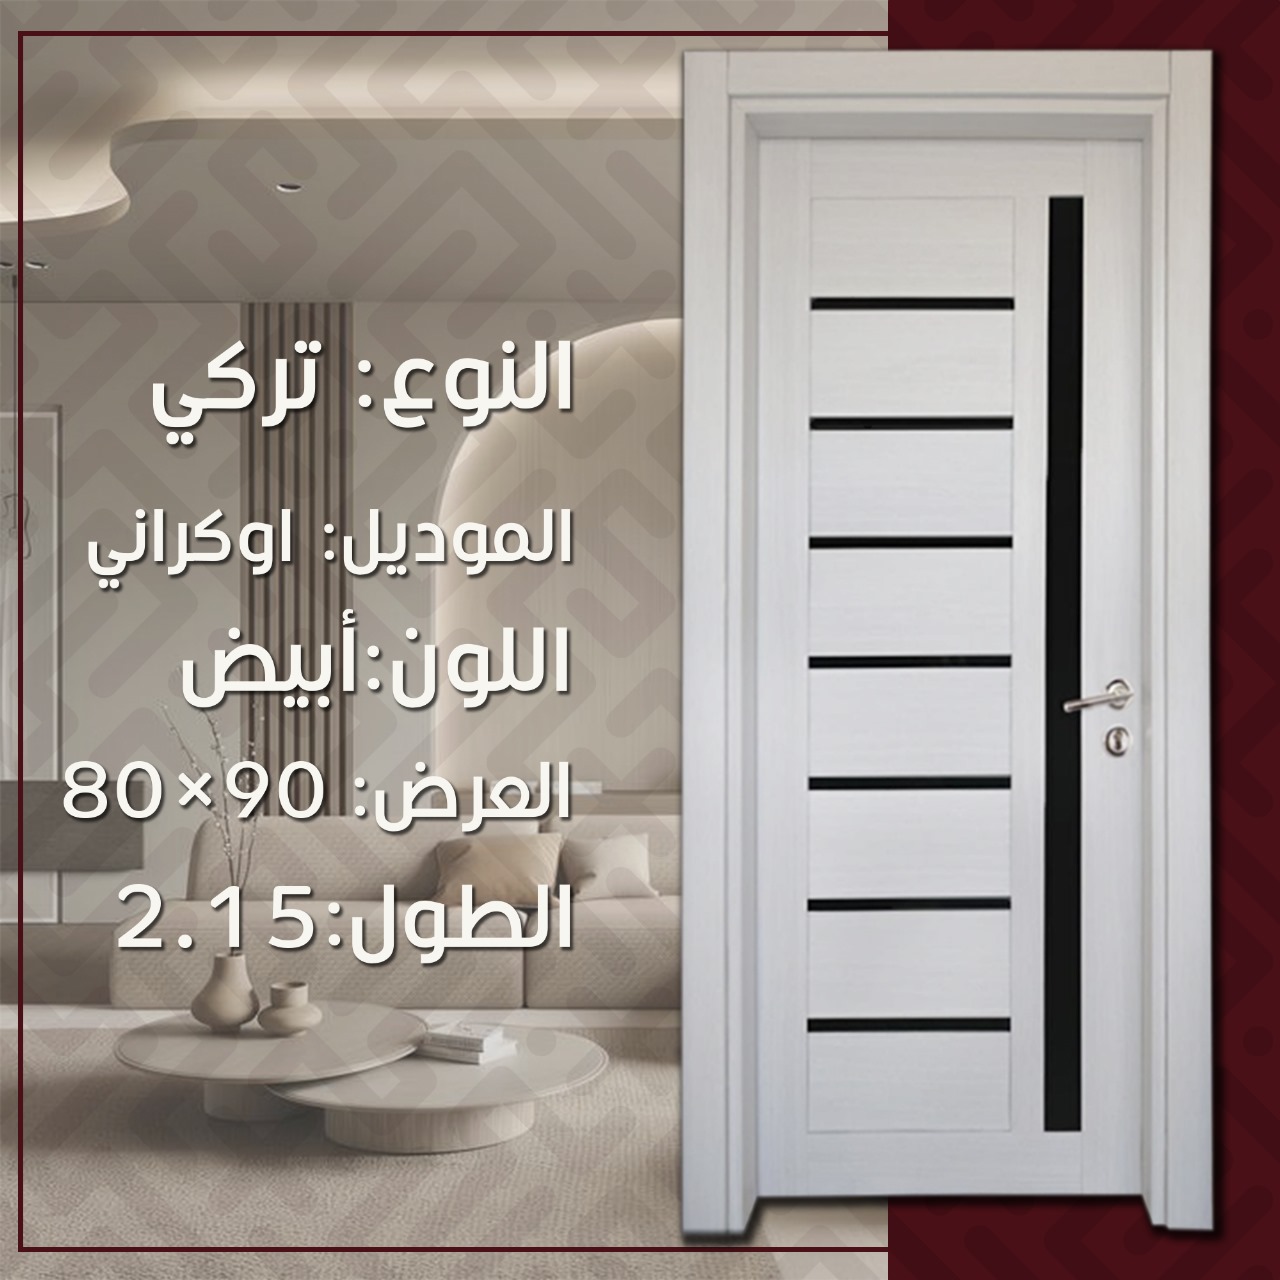 النوع: تركي
الموديل: اوكراني
اللون:أبيض
العرض: 90×80
الطول:2.15